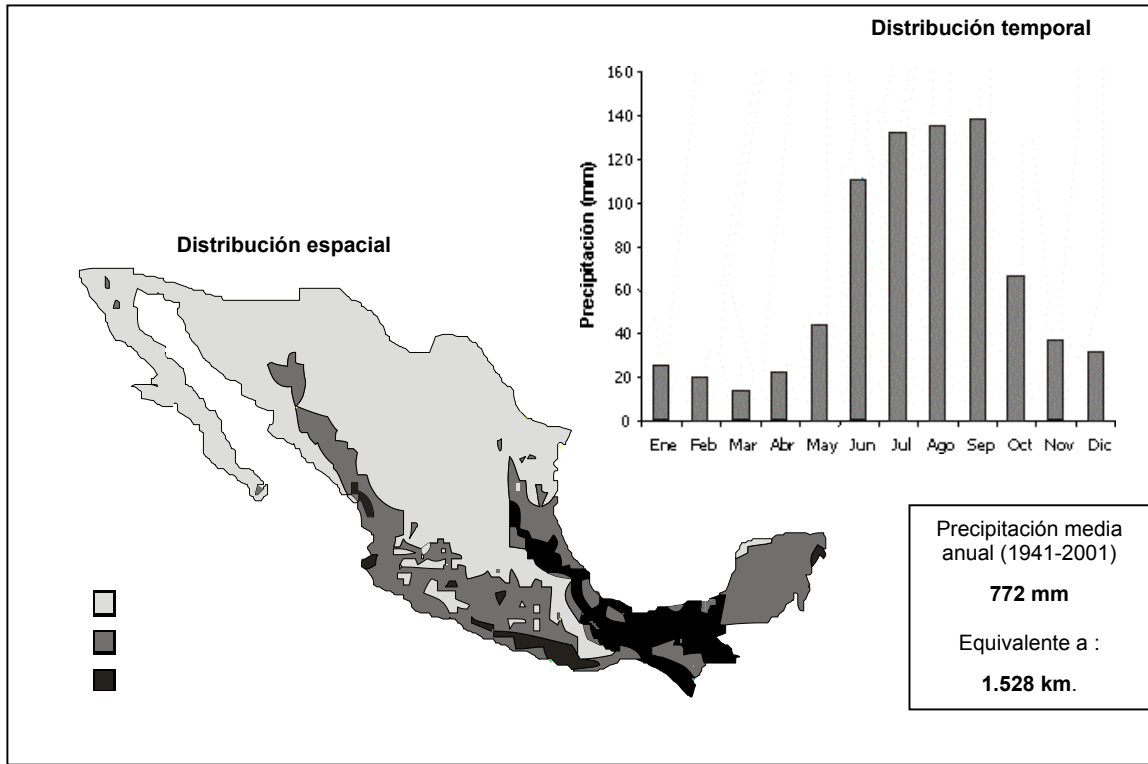 Distribución temporal
160
140
120
100
80
60
40
20
0
Precipitación (mm)
Ene Feb Mar Abr May Jun Jul Ago Sep Oct Nov Dic
Distribución espacial
Precipitación media
anual (1941-2001)
772 mm
Equivalente a :
1.528 km.